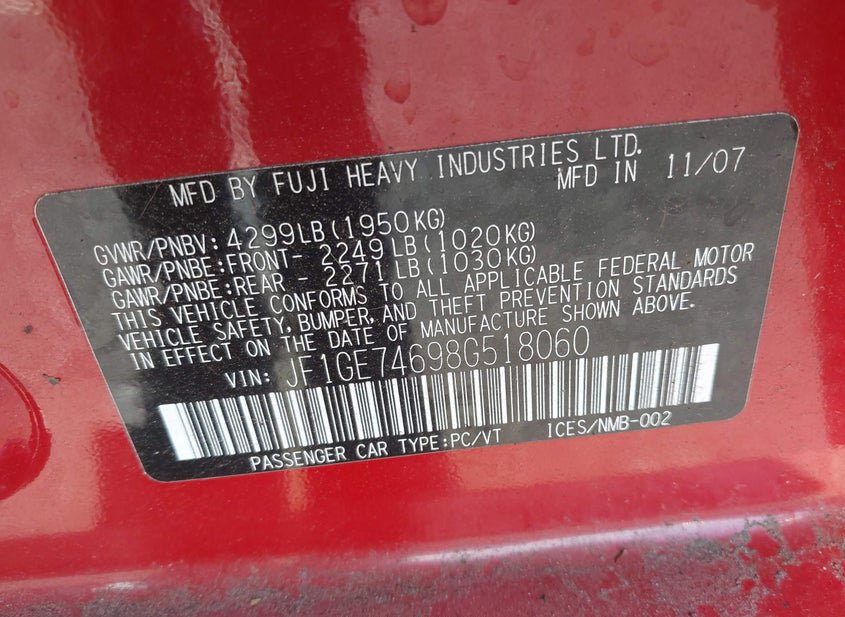 MFD BY FUJI HEAVY INDUSTRIES LTD.
MFD IN 11/07
GVWR/PNBV: 4299LB(1950KG)
GAWR/PNBE:FRONT- 2249LB(1020KG)
GAWR/PNBE:REAR - 2271LB(1030KG)
THIS VEHICLE CONFORMS TO ALL APPLICABLE FEDERAL MOTOR
VEHICLE SAFETY, BUMPER, AND THEFT PREVENTION STANDARDS
IN EFFECT ON THE DATE OF MANUFACTURE SHOWN ABOVE.
VIN: JF1GE74698G518060
PASSENGER CAR TYPE:PC/VT ICES/NMB-002